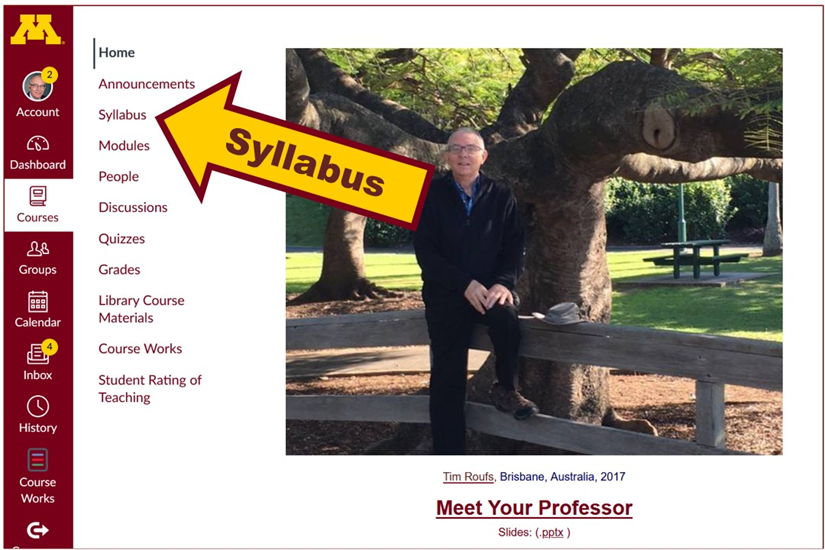 M
2
Account
Dashboard
Courses
Groups
Calendar
4
Inbox
History
Course
Works
Home
Announcements
Syllabus
Modules
People
Discussions
Quizzes
Grades
Library Course
Materials
Course Works
Student Rating of
Teaching
Syllabus
Tim Roufs, Brisbane, Australia, 2017
Meet Your Professor
Slides: (.pptx )